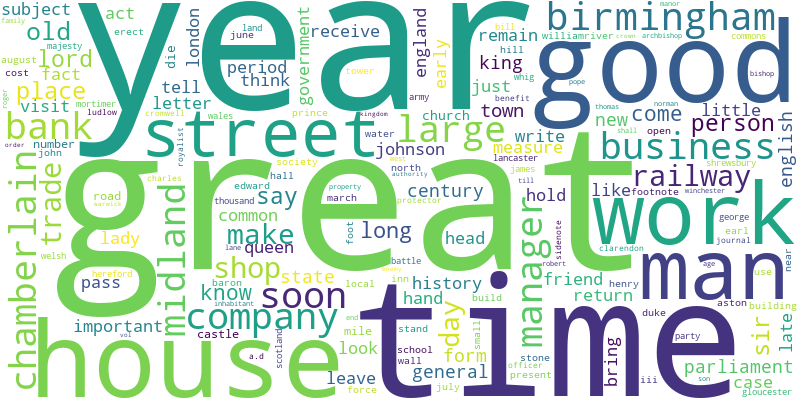 year
great
time
good
house
man
work
street
birmingham
company
business
large
bank
chamberlain
midland
railway
manager
soon
shop
make
say
long
day
old
lord
subject
act
fact
place
visit
letter
tell
period
think
receive
london
government
england
early
king
just
town
remain
come
little
person
new
english
trade
lady
pass
important
know
queen
state
common
century
johnson
write
measure
hold
like
head
history
hand
friend
return
form
general
look
leave
castle
sir
late
parliament
case
bring
church
number
john
road
welsh
hereford
charles
thousand
edward
society
hall
water
north
march
property
authority
protector
battle
inn
build
small
stand
school
wall
force
july
officer
present
stone
iii
duke
party
son
henry
robert
sidenote
footnote
lancaster
james
till
west
foot
local
mile
end
scotland
baron
inhabitant
lane
a.d
vol
warwick
order
roger
mortimer
ludlow
cromwell
wales
prince
kingdom
army
tower
land
june
erect
majesty
family
august
cost
die
royalist
hill
bill
whig
benefit
pope
williamriver
crown
archbishop
commons
manor
bishop
thomas
norman
shall
open
shrewsbury
winchester
george
earl
journal
clarendon
near
age
use
building
aston
gloucester